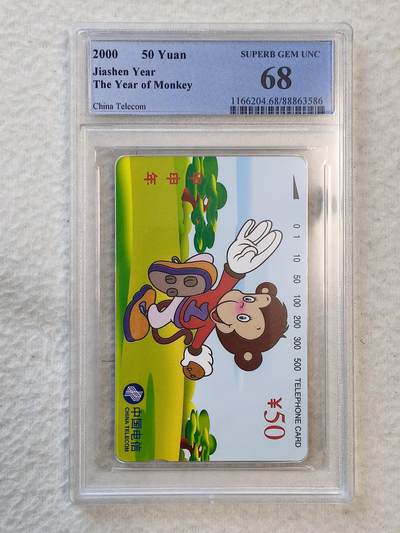 2000 50 Yuan
Jiashen Year
The Year of Monkey
China Telecom
SUPERB GEM UNC
68
1166204.68/88863586
甲申年
0 1 10 50 100 200 300 500 TELEPHONE CARD
¥50
中国电信
CHINA TELECOM